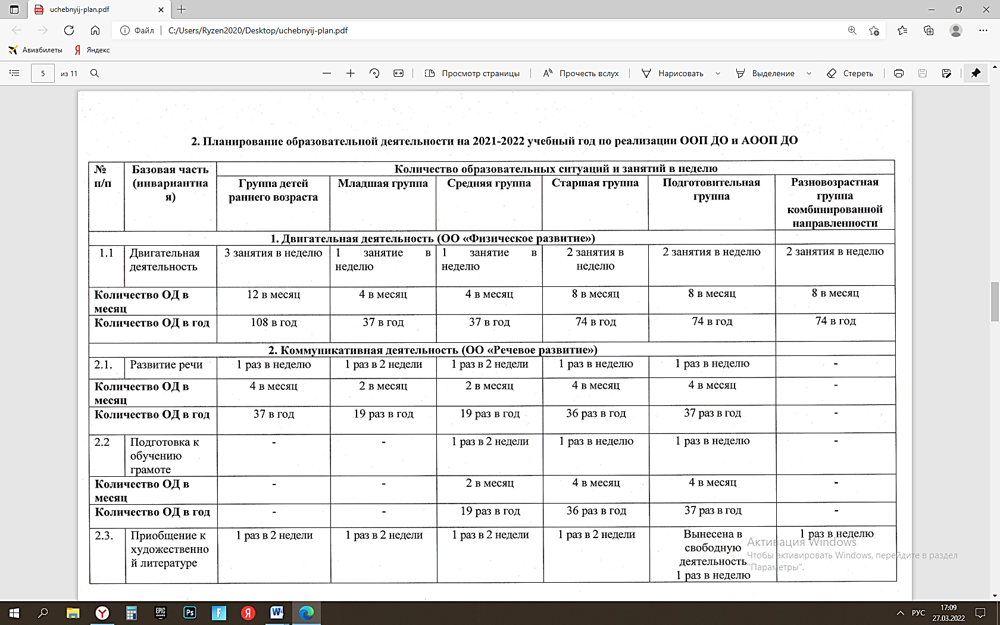 uchebnyij-plan.pdf
Файл
C:/Users/Ryzen2020/Desktop/uchebnyij-plan.pdf
Авиабилеты
Яндекс
5
из 11
Просмотр страницы
Прочесть вслух
Нарисовать
Выделение
Стереть
2. Планирование образовательной деятельности на 2021-2022 учебный год по реализации ООП ДО и АООП ДО
№ п/п
Базовая часть
(инвариантна
я)
Количество образовательных ситуаций и занятий в неделю
Группа детей
раннего возраста
Младшая группа
Средняя группа
Старшая группа
Подготовительная
группа
Разновозрастная
группа
комбинированной
направленности
1. Двигательная деятельность (ОО «Физическое развитие»)
1.1
Двигательная
деятельность
3 занятия в неделю
1 занятие в
неделю
1 занятие в
неделю
2 занятия в
неделю
2 занятия в неделю
2 занятия в неделю
Количество ОД в
месяц
12 в месяц
4 в месяц
4 в месяц
8 в месяц
8 в месяц
8 в месяц
Количество ОД в год
108 в год
37 в год
37 в год
74 в год
74 в год
74 в год
2. Коммуникативная деятельность (ОО «Речевое развитие»)
2.1.
Развитие речи
1 раз в неделю
1 раз в 2 недели
1 раз в 2 недели
1 раз в неделю
1 раз в неделю
-
Количество ОД в
месяц
4 в месяц
2 в месяц
2 в месяц
4 в месяц
4 в месяц
-
Количество ОД в год
37 в год
19 раз в год
19 раз в год
36 раз в год
37 раз в год
-
2.2
Подготовка к
обучению
грамоте
-
-
1 раз в 2 недели
1 раз в неделю
1 раз в неделю
-
Количество ОД в
месяц
-
-
2 в месяц
4 в месяц
4 в месяц
-
Количество ОД в год
-
-
19 раз в год
36 раз в год
37 раз в год
-
2.3.
Приобщение к
художественно
й литературе
1 раз в 2 недели
1 раз в 2 недели
1 раз в 2 недели
1 раз в 2 недели
Вынесена в
свободную
деятельность
1 раз в неделю
1 раз в неделю
Активация Windows
Чтобы активировать Windows, перейдите в раздел
"Параметры".
EPIC
GAMES
Ps
F
Я
W
РУС
17:09
27.03.2022